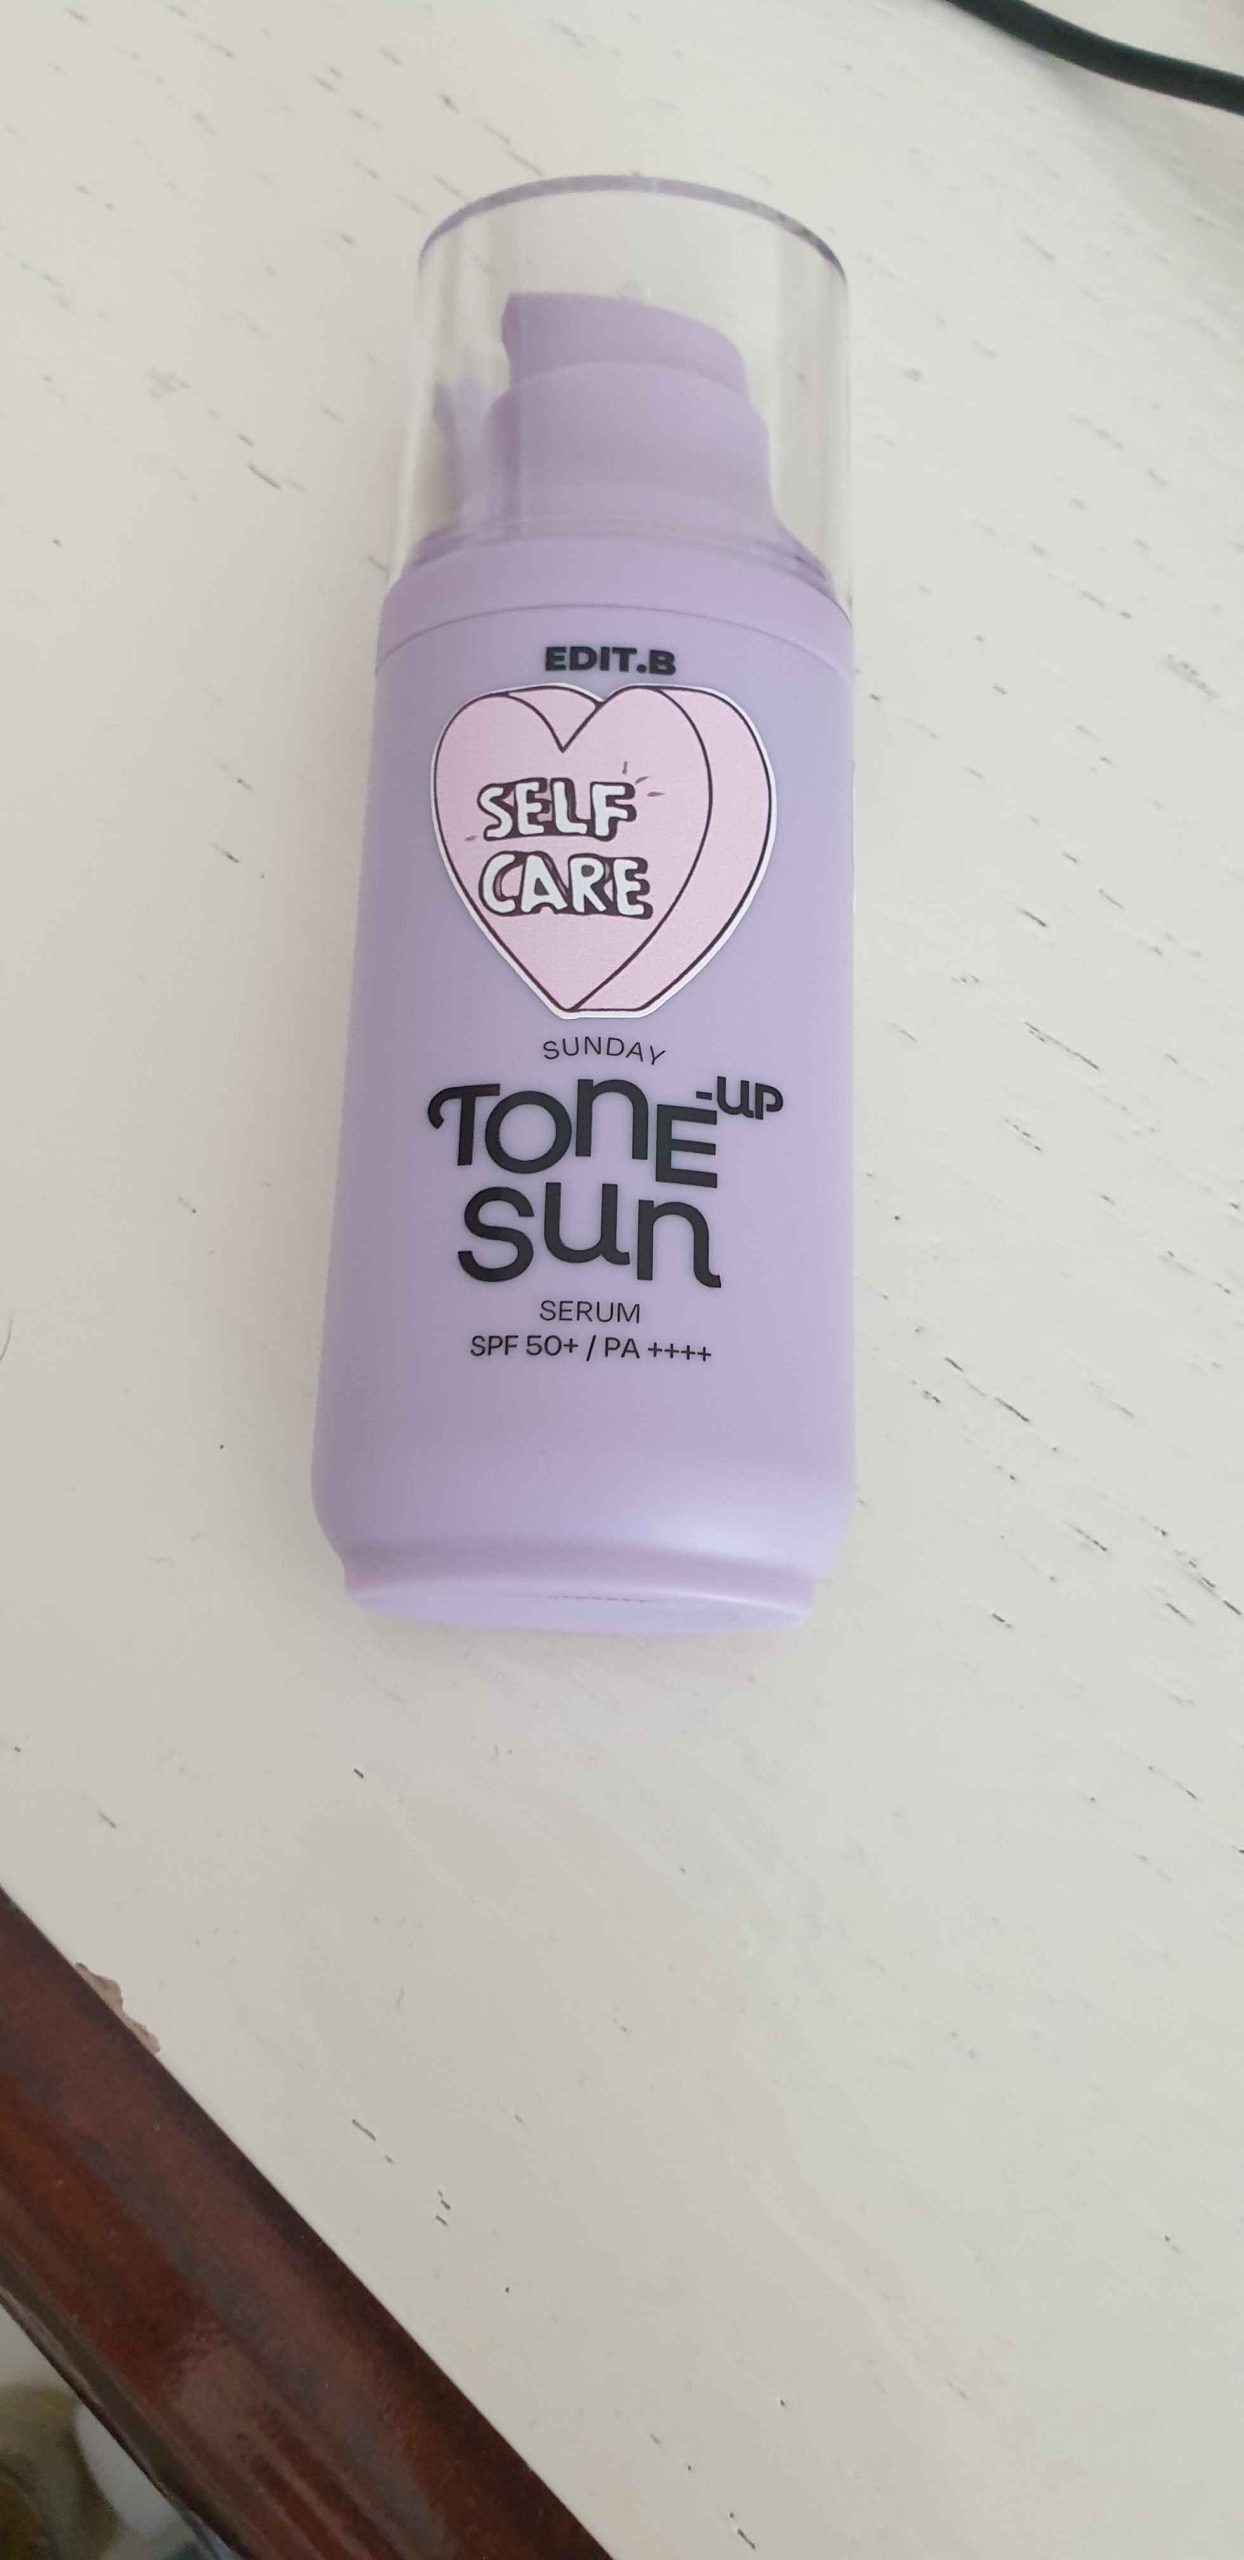 EDIT.B
SELF
CARE
SUNDAY
TONE-UP
SUN
SERUM
SPF 50+ / PA ++++